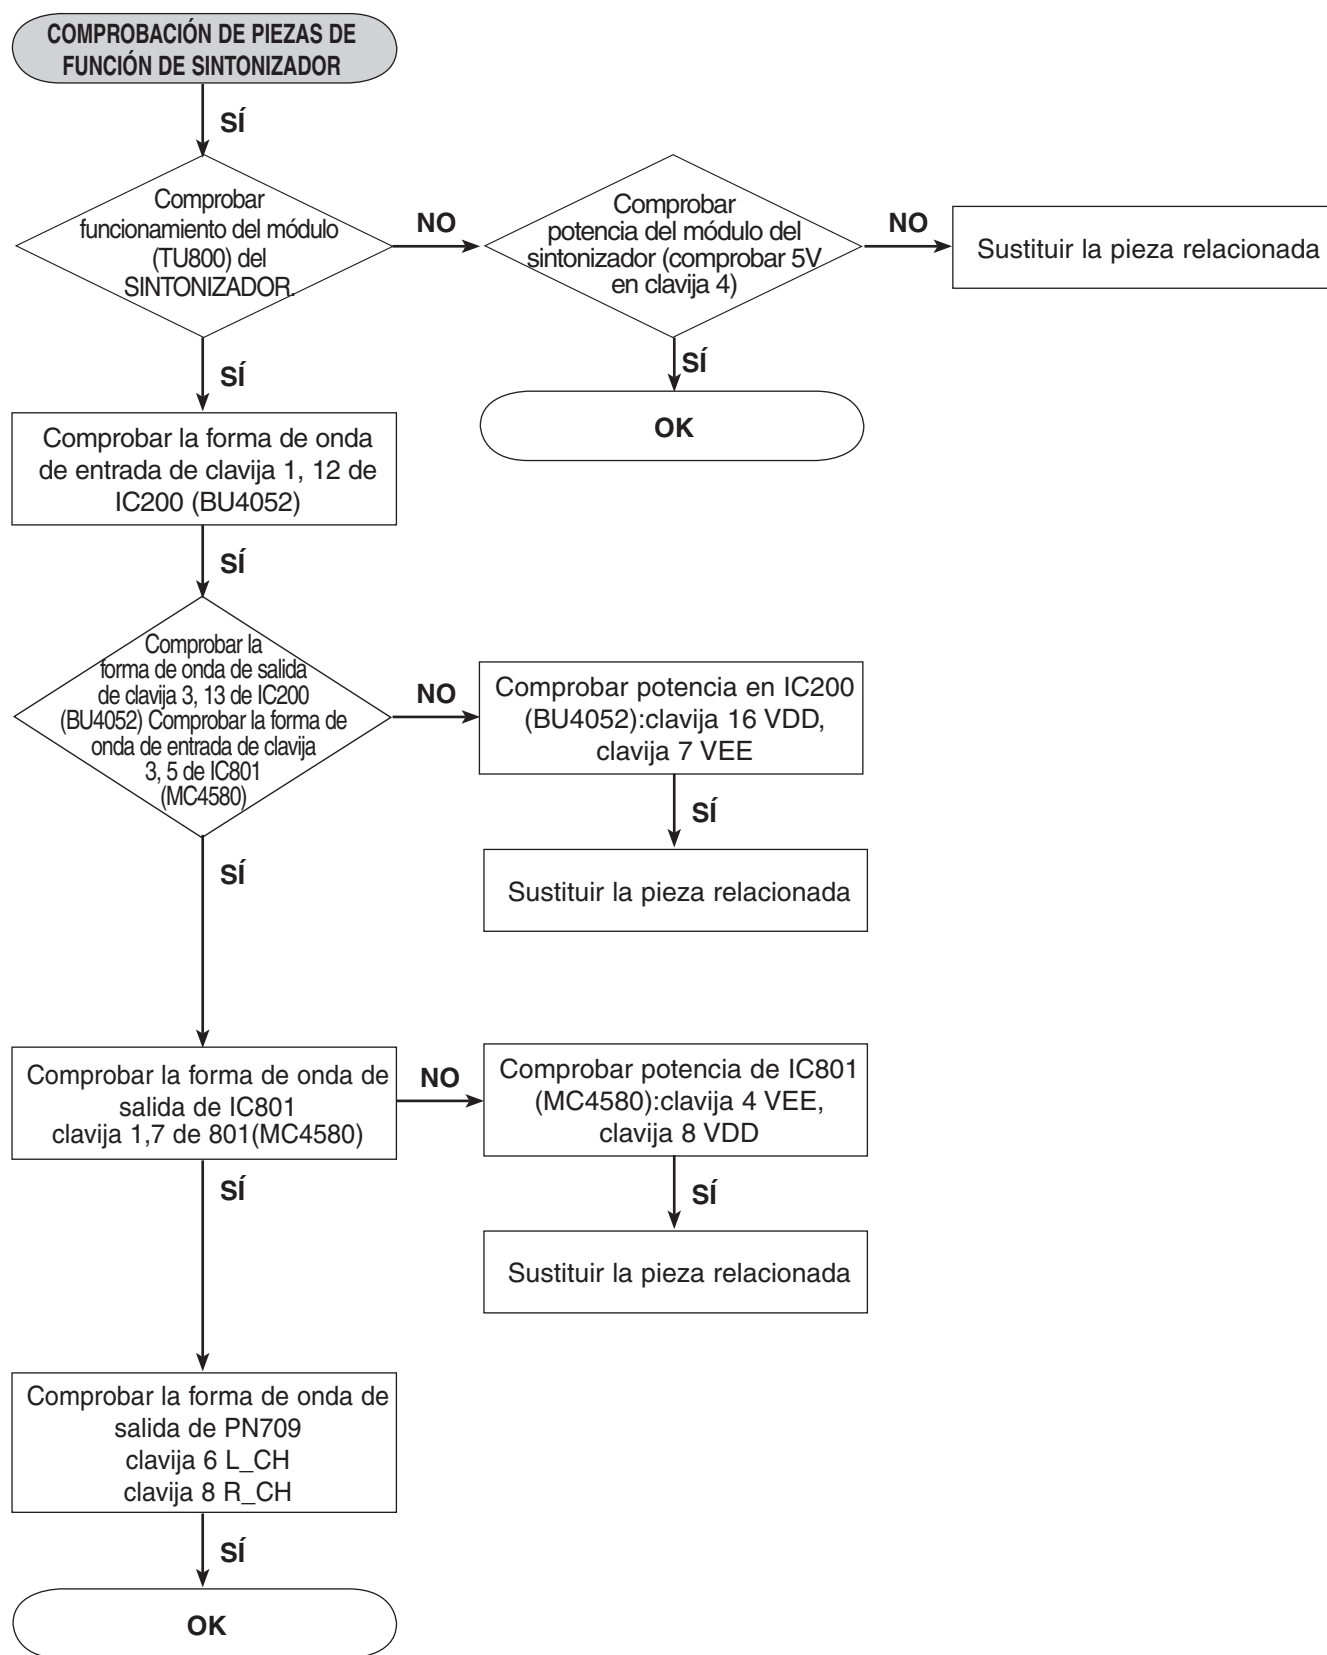 COMPROBACIÓN DE PIEZAS DE
FUNCIÓN DE SINTONIZADOR
SÍ
Comprobar
funcionamiento del módulo
(TU800) del
SINTONIZADOR.
NO
Comprobar
potencia del módulo del
sintonizador (comprobar 5V
en clavija 4)
NO
Sustituir la pieza relacionada
SÍ
OK
SÍ
Comprobar la forma de onda
de entrada de clavija 1, 12 de
IC200 (BU4052)
SÍ
Comprobar la
forma de onda de salida
de clavija 3, 13 de IC200
(BU4052) Comprobar la forma de
onda de entrada de clavija
3, 5 de IC801
(MC4580)
NO
Comprobar potencia en IC200
(BU4052):clavija 16 VDD,
clavija 7 VEE
SÍ
Sustituir la pieza relacionada
SÍ
Comprobar la forma de onda de
salida de IC801
clavija 1,7 de 801(MC4580)
NO
Comprobar potencia de IC801
(MC4580):clavija 4 VEE,
clavija 8 VDD
SÍ
Sustituir la pieza relacionada
SÍ
Comprobar la forma de onda de
salida de PN709
clavija 6 L_CH
clavija 8 R_CH
SÍ
OK